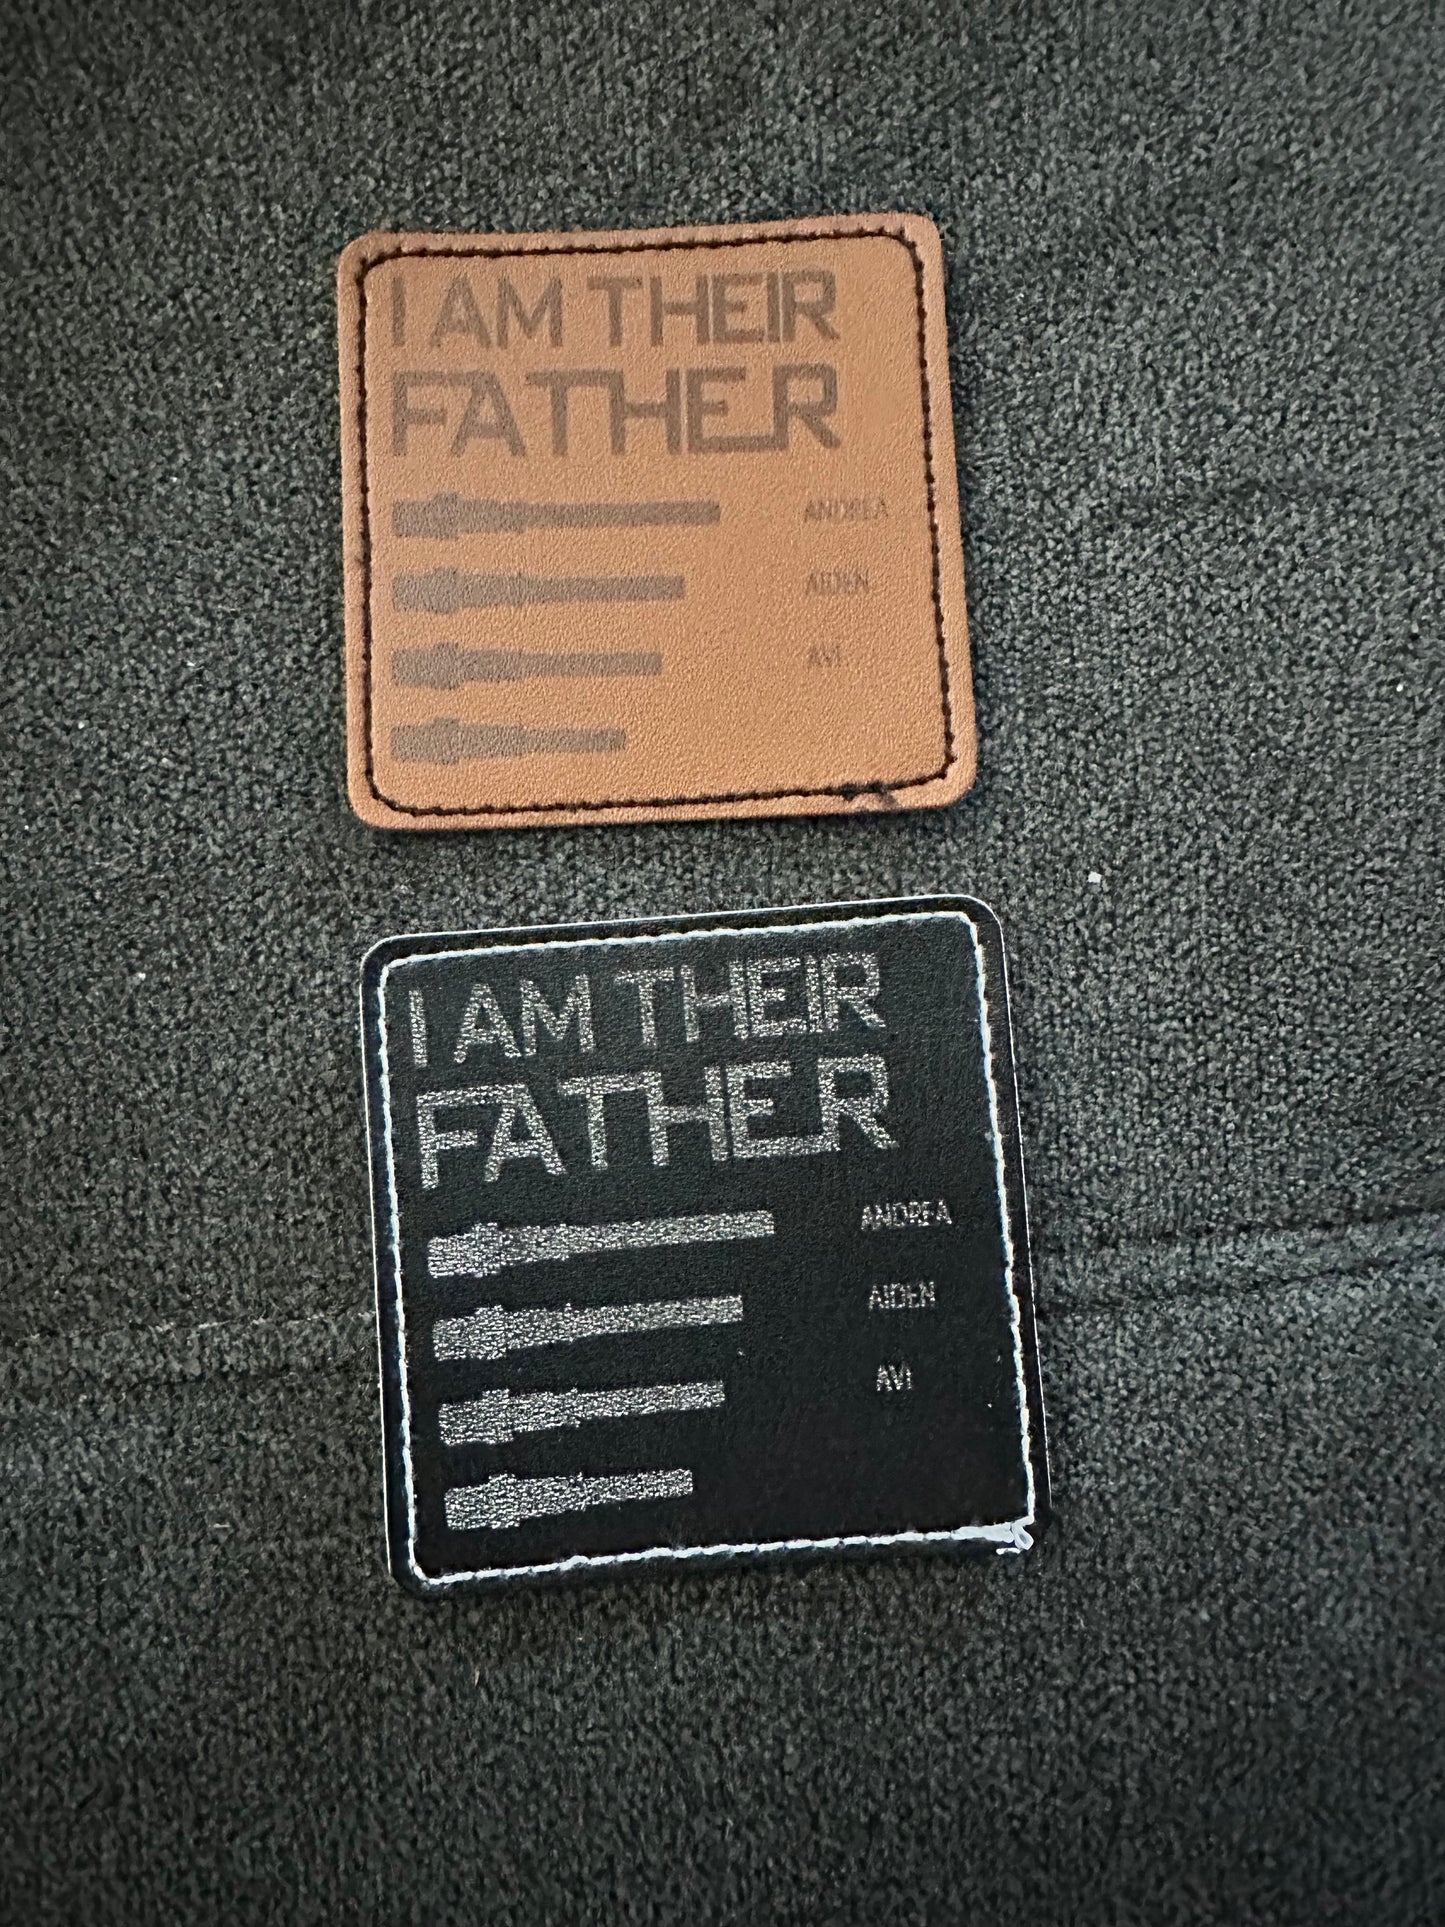 I AM THEIR
FATHER
ANDREA
AIDEN
AVI
I AM THEIR
FATHER
ANDREA
AIDEN
AVI